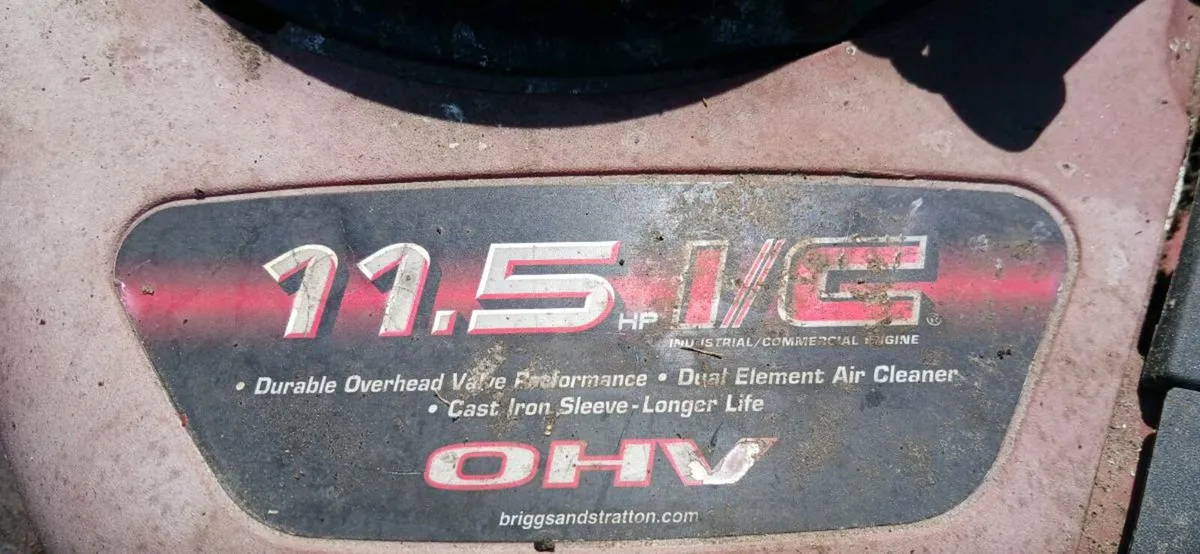 11.5 HP I/C ®
INDUSTRIAL/COMMERCIAL ENGINE
• Durable Overhead Valve Performance • Dual Element Air Cleaner
• Cast Iron Sleeve-Longer Life
OHV
briggsandstratton.com